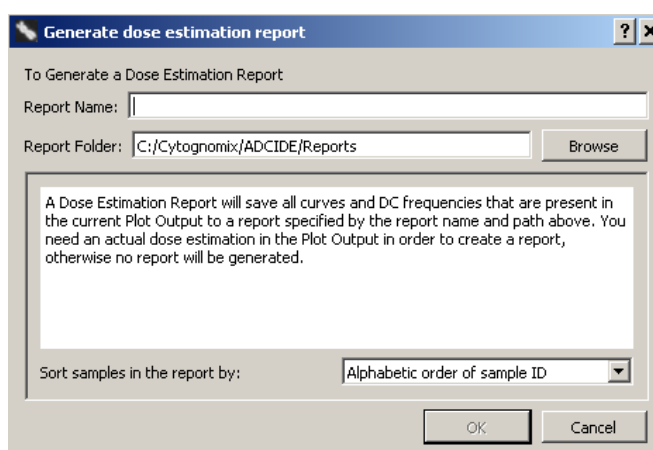 Generate dose estimation report
To Generate a Dose Estimation Report
Report Name:
Report Folder: C:/Cytognomix/ADCIDE/Reports Browse
A Dose Estimation Report will save all curves and DC frequencies that are present in
the current Plot Output to a report specified by the report name and path above. You
need an actual dose estimation in the Plot Output in order to create a report,
otherwise no report will be generated.
Sort samples in the report by: Alphabetic order of sample ID
OK Cancel